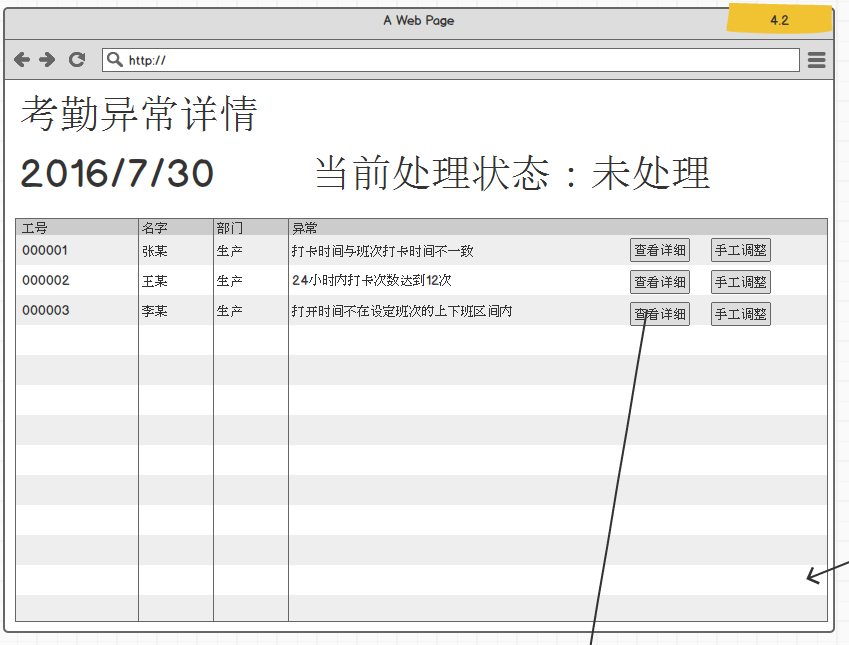 A Web Page
4.2
http://
考勤异常详情
2016/7/30 当前处理状态：未处理
工号 名字 部门 异常
000001 张某 生产 打卡时间与班次打卡时间不一致 查看详细 手工调整
000002 王某 生产 24小时内打卡次数达到12次 查看详细 手工调整
000003 李某 生产 打开时间不在设定班次的上下班区间内 查看详细 手工调整